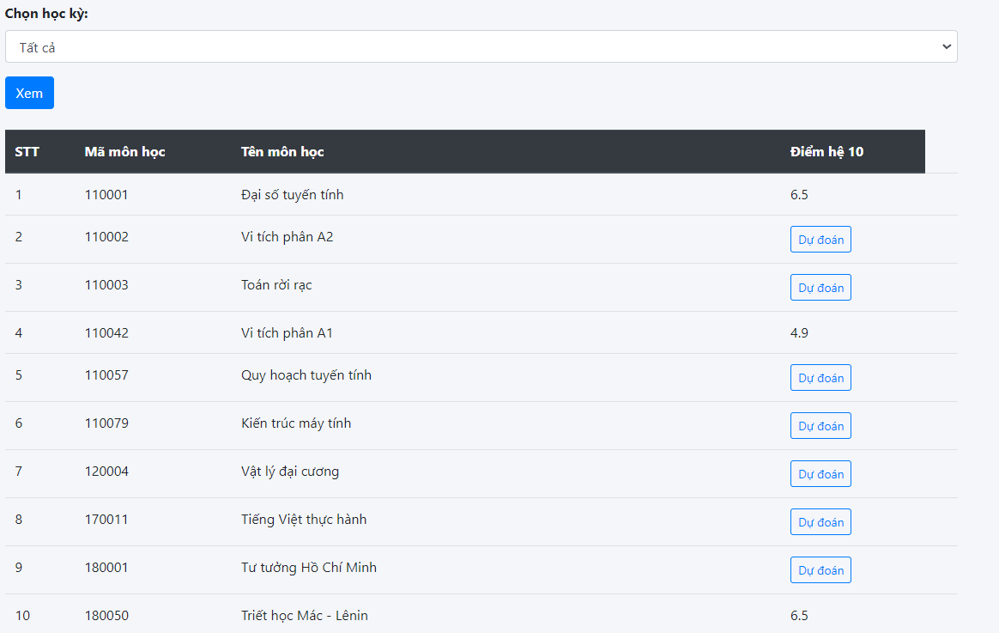 Chọn học kỳ:
Tất cả
Xem
STT Mã môn học Tên môn học Điểm hệ 10
1 110001 Đại số tuyến tính 6.5
2 110002 Vi tích phân A2 Dự đoán
3 110003 Toán rời rạc Dự đoán
4 110042 Vi tích phân A1 4.9
5 110057 Quy hoạch tuyến tính Dự đoán
6 110079 Kiến trúc máy tính Dự đoán
7 120004 Vật lý đại cương Dự đoán
8 170011 Tiếng Việt thực hành Dự đoán
9 180001 Tư tưởng Hồ Chí Minh Dự đoán
10 180050 Triết học Mác - Lênin 6.5